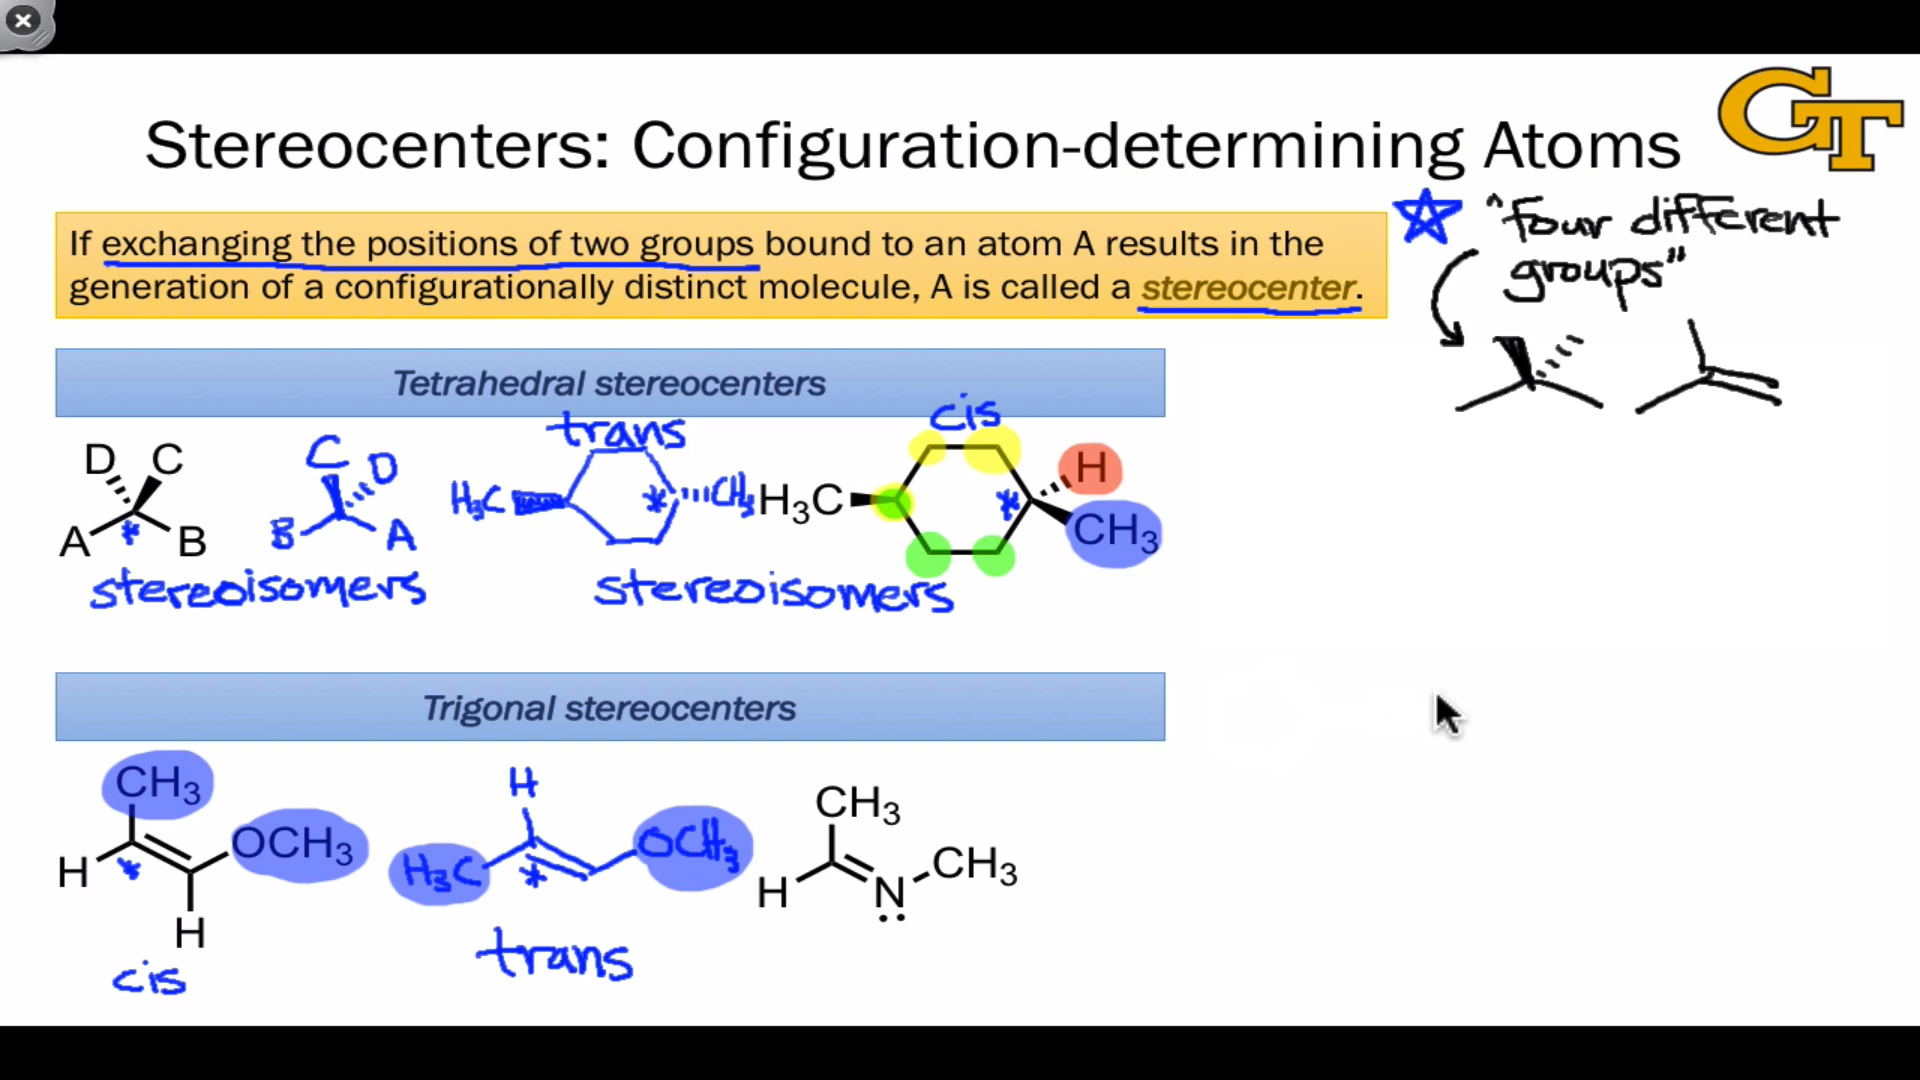 Stereocenters: Configuration-determining Atoms
GT
If exchanging the positions of two groups bound to an atom A results in the
generation of a configurationally distinct molecule, A is called a stereocenter.
"four different
groups"
Tetrahedral stereocenters
trans
cis
D C
A * B
C D
B A
H3C * CH3
H3C * H
CH3
stereoisomers
stereoisomers
Trigonal stereocenters
CH3
H * OCH3
H
cis
H
H3C * OCH3
trans
CH3
H N CH3